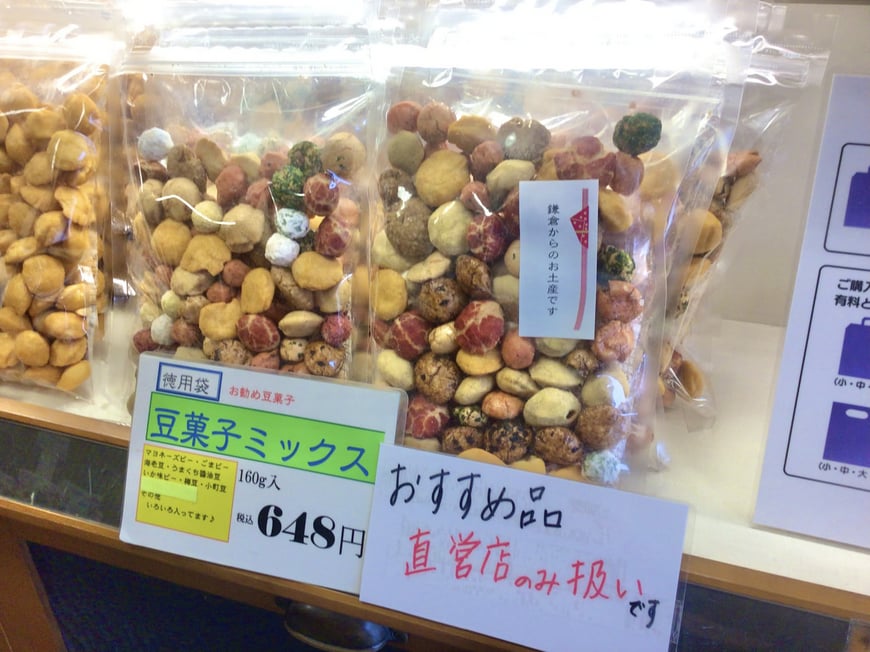 鎌倉からのお土産です
徳用袋
お勧め豆菓子
豆菓子ミックス
マヨネーズピー・ごまピー
海老豆・うまくち醤油豆
いか味ピー・梅豆・小町豆
その他
いろいろ入ってます♪
160g入
税込648円
おすすめ品
直営店のみ扱いです
ご購入
有料と
(小・中・
(小・中・大